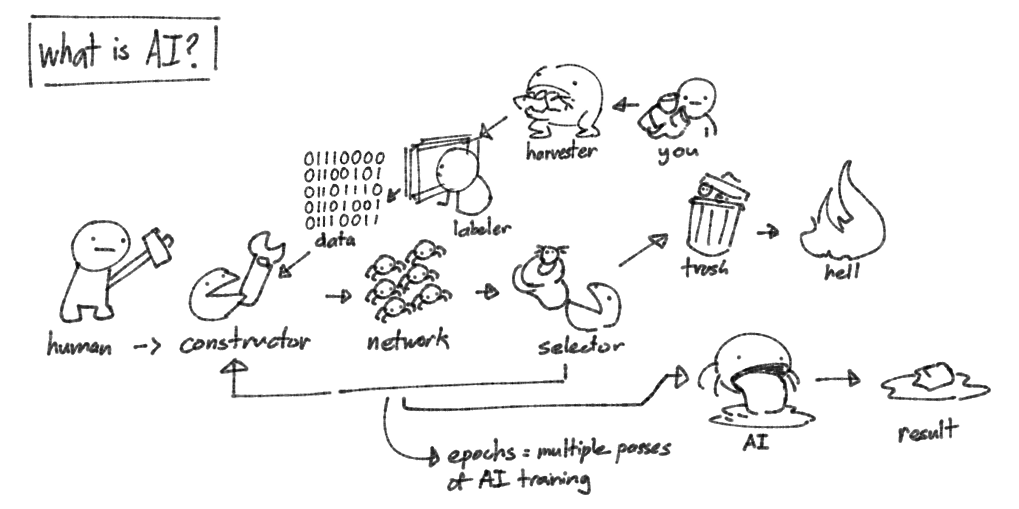 what is AI?
harvester
you
01110000
01100101
01101110
01101001
01110011
data
labeler
trash
hell
human
constructor
network
selector
AI
result
epochs = multiple passes
of AI training